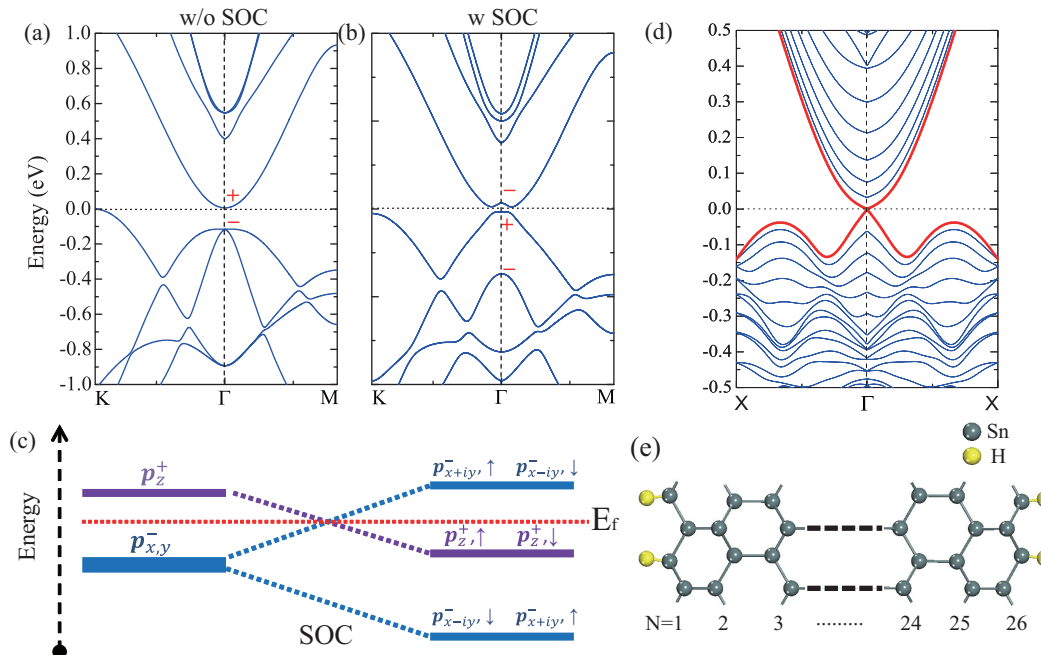 w/o SOC
w SOC
(a)
(b)
(d)
Energy (eV)
1.0
0.8
0.6
0.4
0.2
0.0
-0.2
-0.4
-0.6
-0.8
-1.0
+
−
K Γ M
−
+
−
K Γ M
0.5
0.4
0.3
0.2
0.1
0.0
-0.1
-0.2
-0.3
-0.4
-0.5
X Γ X
(c)
Energy
p_z^+
p_{x,y}^-
SOC
p_{x+iy}^-, ↑ p_{x-iy}^-, ↓
E_f
p_z^+, ↑ p_z^+, ↓
p_{x-iy}^-, ↓ p_{x+iy}^-, ↑
(e)
Sn
H
N=1 2 3 ......... 24 25 26